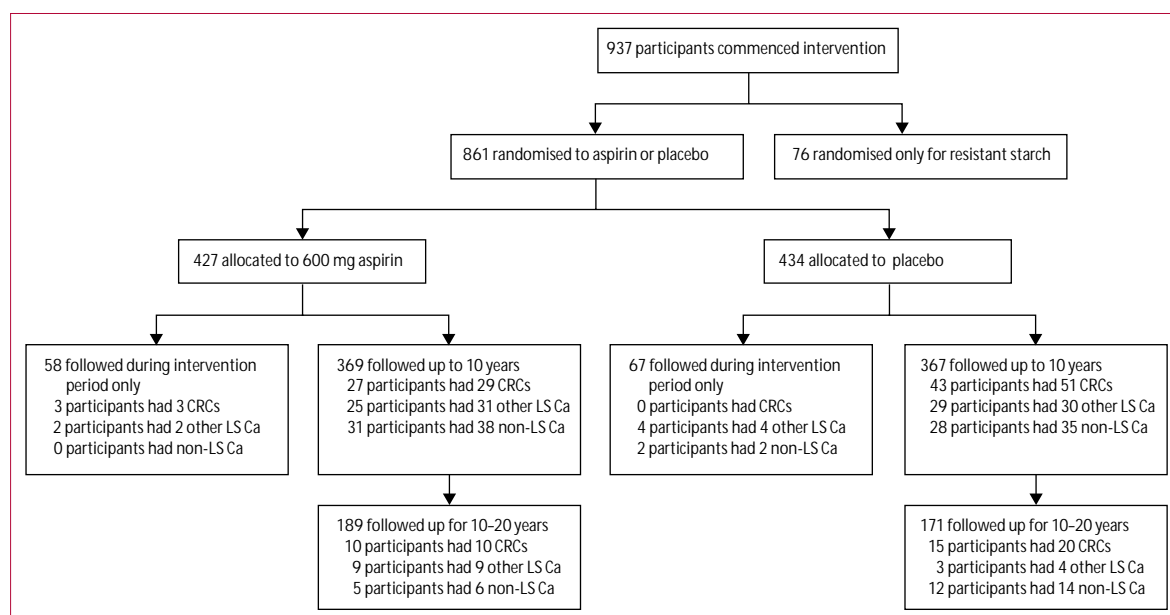 937 participants commenced intervention
861 randomised to aspirin or placebo
76 randomised only for resistant starch
427 allocated to 600 mg aspirin
434 allocated to placebo
58 followed during intervention
period only
3 participants had 3 CRCs
2 participants had 2 other LS Ca
0 participants had non-LS Ca
369 followed up to 10 years
27 participants had 29 CRCs
25 participants had 31 other LS Ca
31 participants had 38 non-LS Ca
67 followed during intervention
period only
0 participants had CRCs
4 participants had 4 other LS Ca
2 participants had 2 non-LS Ca
367 followed up to 10 years
43 participants had 51 CRCs
29 participants had 30 other LS Ca
28 participants had 35 non-LS Ca
189 followed up for 10–20 years
10 participants had 10 CRCs
9 participants had 9 other LS Ca
5 participants had 6 non-LS Ca
171 followed up for 10–20 years
15 participants had 20 CRCs
3 participants had 4 other LS Ca
12 participants had 14 non-LS Ca